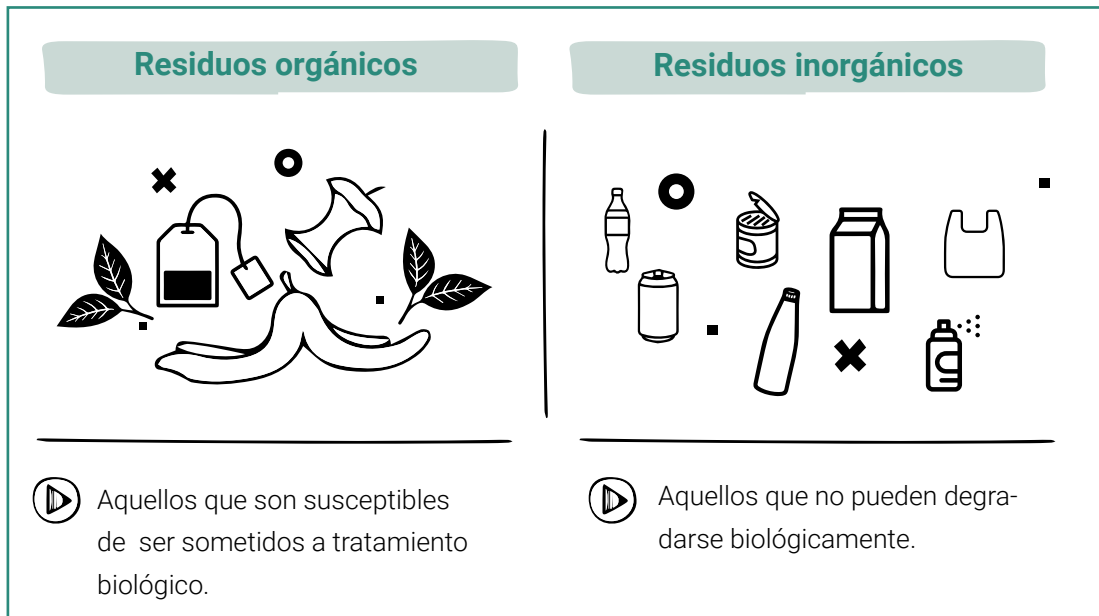 Residuos orgánicos
Aquellos que son susceptibles
de ser sometidos a tratamiento
biológico.
Residuos inorgánicos
Aquellos que no pueden degra-
darse biológicamente.